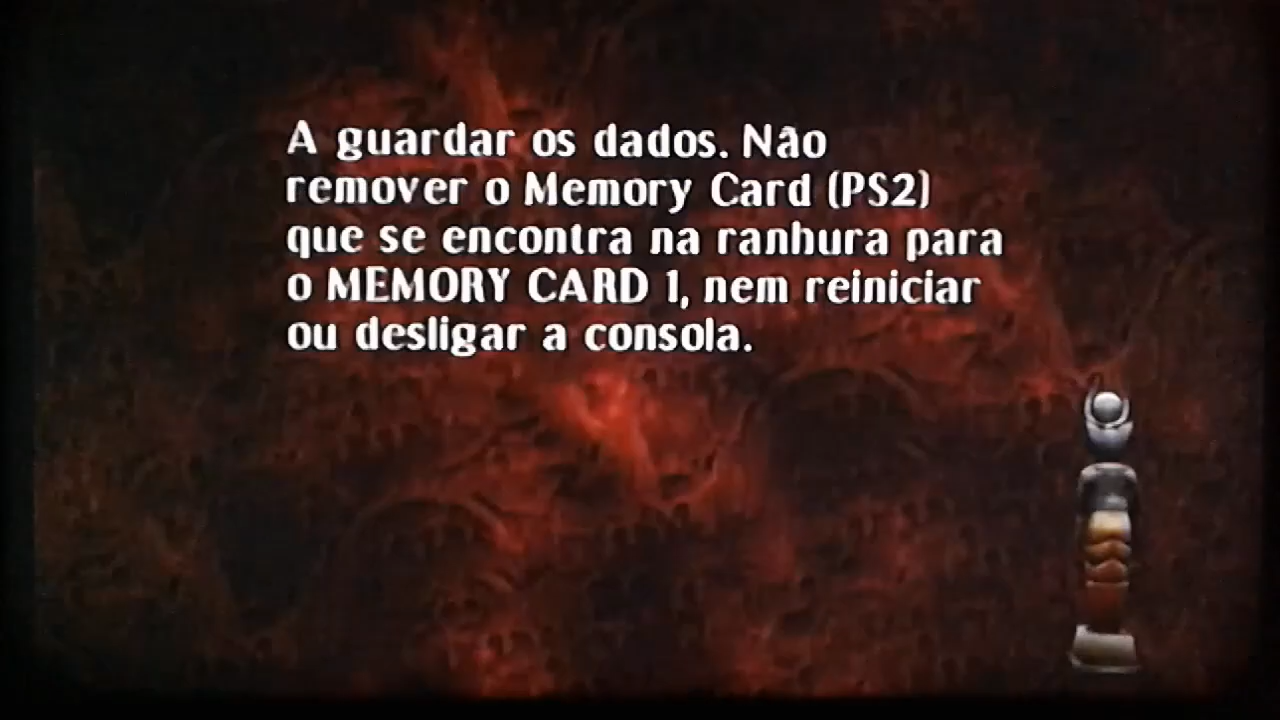 A guardar os dados. Não
remover o Memory Card (PS2)
que se encontra na ranhura para
o MEMORY CARD 1, nem reiniciar
ou desligar a consola.